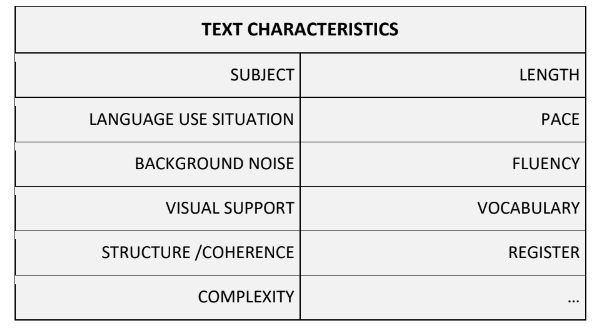 TEXT CHARACTERISTICS
SUBJECT LENGTH
LANGUAGE USE SITUATION PACE
BACKGROUND NOISE FLUENCY
VISUAL SUPPORT VOCABULARY
STRUCTURE /COHERENCE REGISTER
COMPLEXITY ...